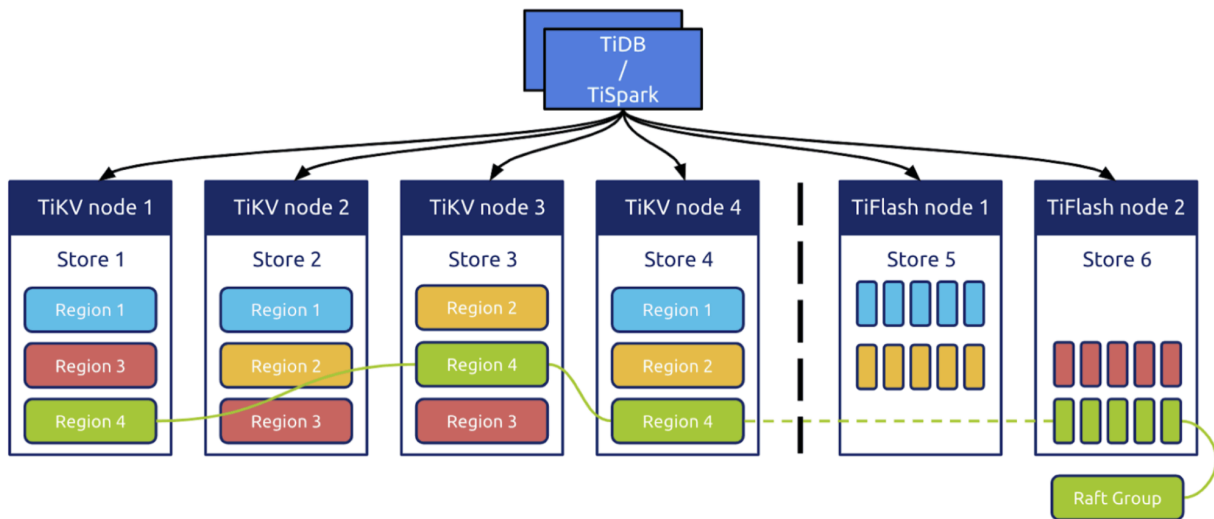 TiDB
/
TiSpark
TiKV node 1
TiKV node 2
TiKV node 3
TiKV node 4
TiFlash node 1
TiFlash node 2
Store 1
Store 2
Store 3
Store 4
Store 5
Store 6
Region 1
Region 3
Region 4
Region 1
Region 2
Region 3
Region 2
Region 4
Region 3
Region 1
Region 2
Region 4
Raft Group